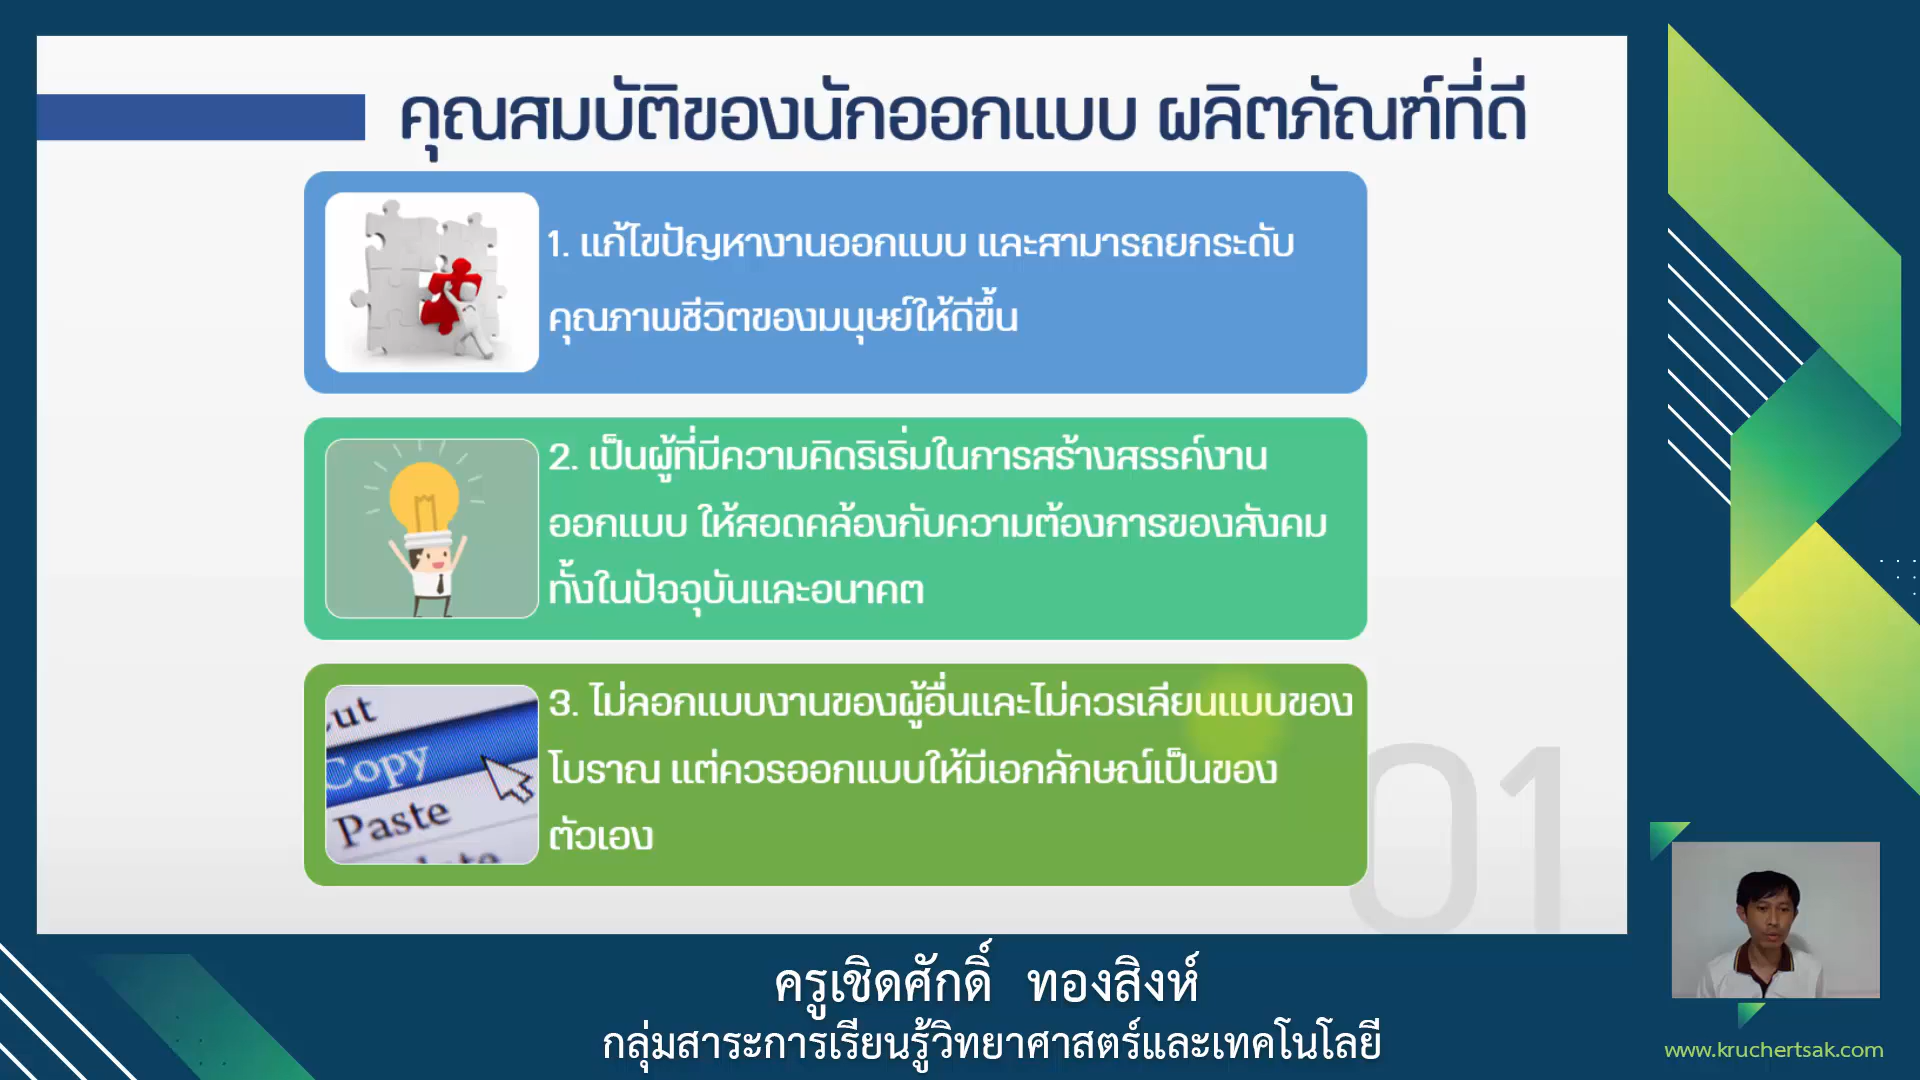 คุณสมบัติของนักออกแบบ ผลิตภัณฑ์ที่ดี
1. แก้ไขปัญหางานออกแบบ และสามารถยกระดับ
คุณภาพชีวิตของมนุษย์ให้ดีขึ้น
2. เป็นผู้ที่มีความคิดริเริ่มในการสร้างสรรค์งาน
ออกแบบ ให้สอดคล้องกับความต้องการของสังคม
ทั้งในปัจจุบันและอนาคต
Copy
Paste
3. ไม่ลอกแบบงานของผู้อื่นและไม่ควรเลียนแบบของ
โบราณ แต่ควรออกแบบให้มีเอกลักษณ์เป็นของ
ตัวเอง
01
ครูเชิดศักดิ์ ทองสิงห์
กลุ่มสาระการเรียนรู้วิทยาศาสตร์และเทคโนโลยี
www.kruchertsak.com